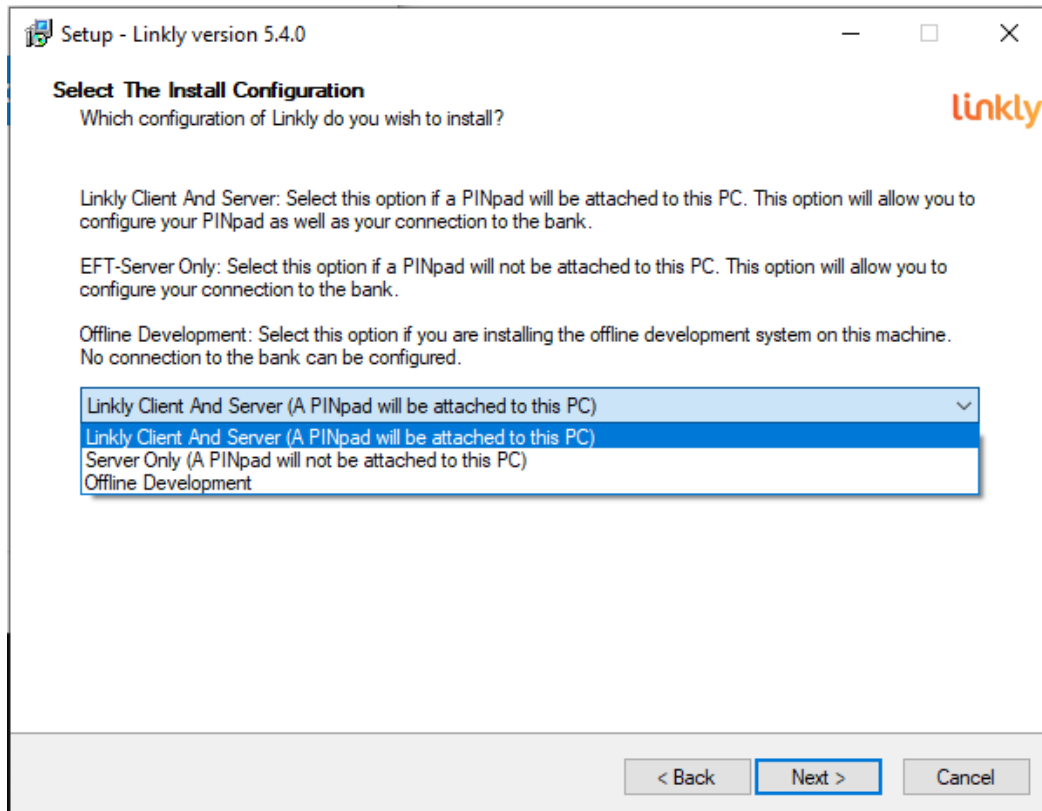 Setup - Linkly version 5.4.0
Select The Install Configuration
Which configuration of Linkly do you wish to install?
linkly
Linkly Client And Server: Select this option if a PINpad will be attached to this PC. This option will allow you to
configure your PINpad as well as your connection to the bank.
EFT-Server Only: Select this option if a PINpad will not be attached to this PC. This option will allow you to
configure your connection to the bank.
Offline Development: Select this option if you are installing the offline development system on this machine.
No connection to the bank can be configured.
Linkly Client And Server (A PINpad will be attached to this PC)
Linkly Client And Server (A PINpad will be attached to this PC)
Server Only (A PINpad will not be attached to this PC)
Offline Development
< Back
Next >
Cancel